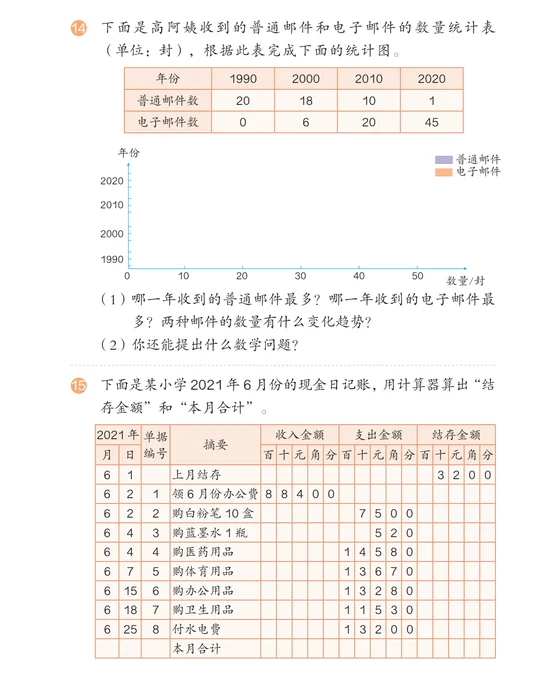 14 下面是高阿姨收到的普通邮件和电子邮件的数量统计表
（单位：封），根据此表完成下面的统计图。
年份 1990 2000 2010 2020
普通邮件数 20 18 10 1
电子邮件数 0 6 20 45
年份
普通邮件
电子邮件
2020
2010
2000
1990
0 10 20 30 40 50 数量/封
（1）哪一年收到的普通邮件最多？哪一年收到的电子邮件最
多？两种邮件的数量有什么变化趋势？
（2）你还能提出什么数学问题？
15 下面是某小学2021年6月份的现金日记账，用计算器算出“结
存金额”和“本月合计”。
2021年 单据编号 摘要 收入金额 支出金额 结存金额
月 日 百 十 元 角 分 百 十 元 角 分 百 十 元 角 分
6 1 上月结存 3 2 0 0
6 2 1 领6月份办公费 8 8 4 0 0
6 2 2 购白粉笔10盒 7 5 0 0
6 4 3 购蓝墨水1瓶 5 2 0
6 4 4 购医药用品 1 4 5 8 0
6 7 5 购体育用品 1 3 6 7 0
6 15 6 购办公用品 1 3 2 8 0
6 18 7 购卫生用品 1 1 5 3 0
6 25 8 付水电费 1 3 2 0 0
本月合计